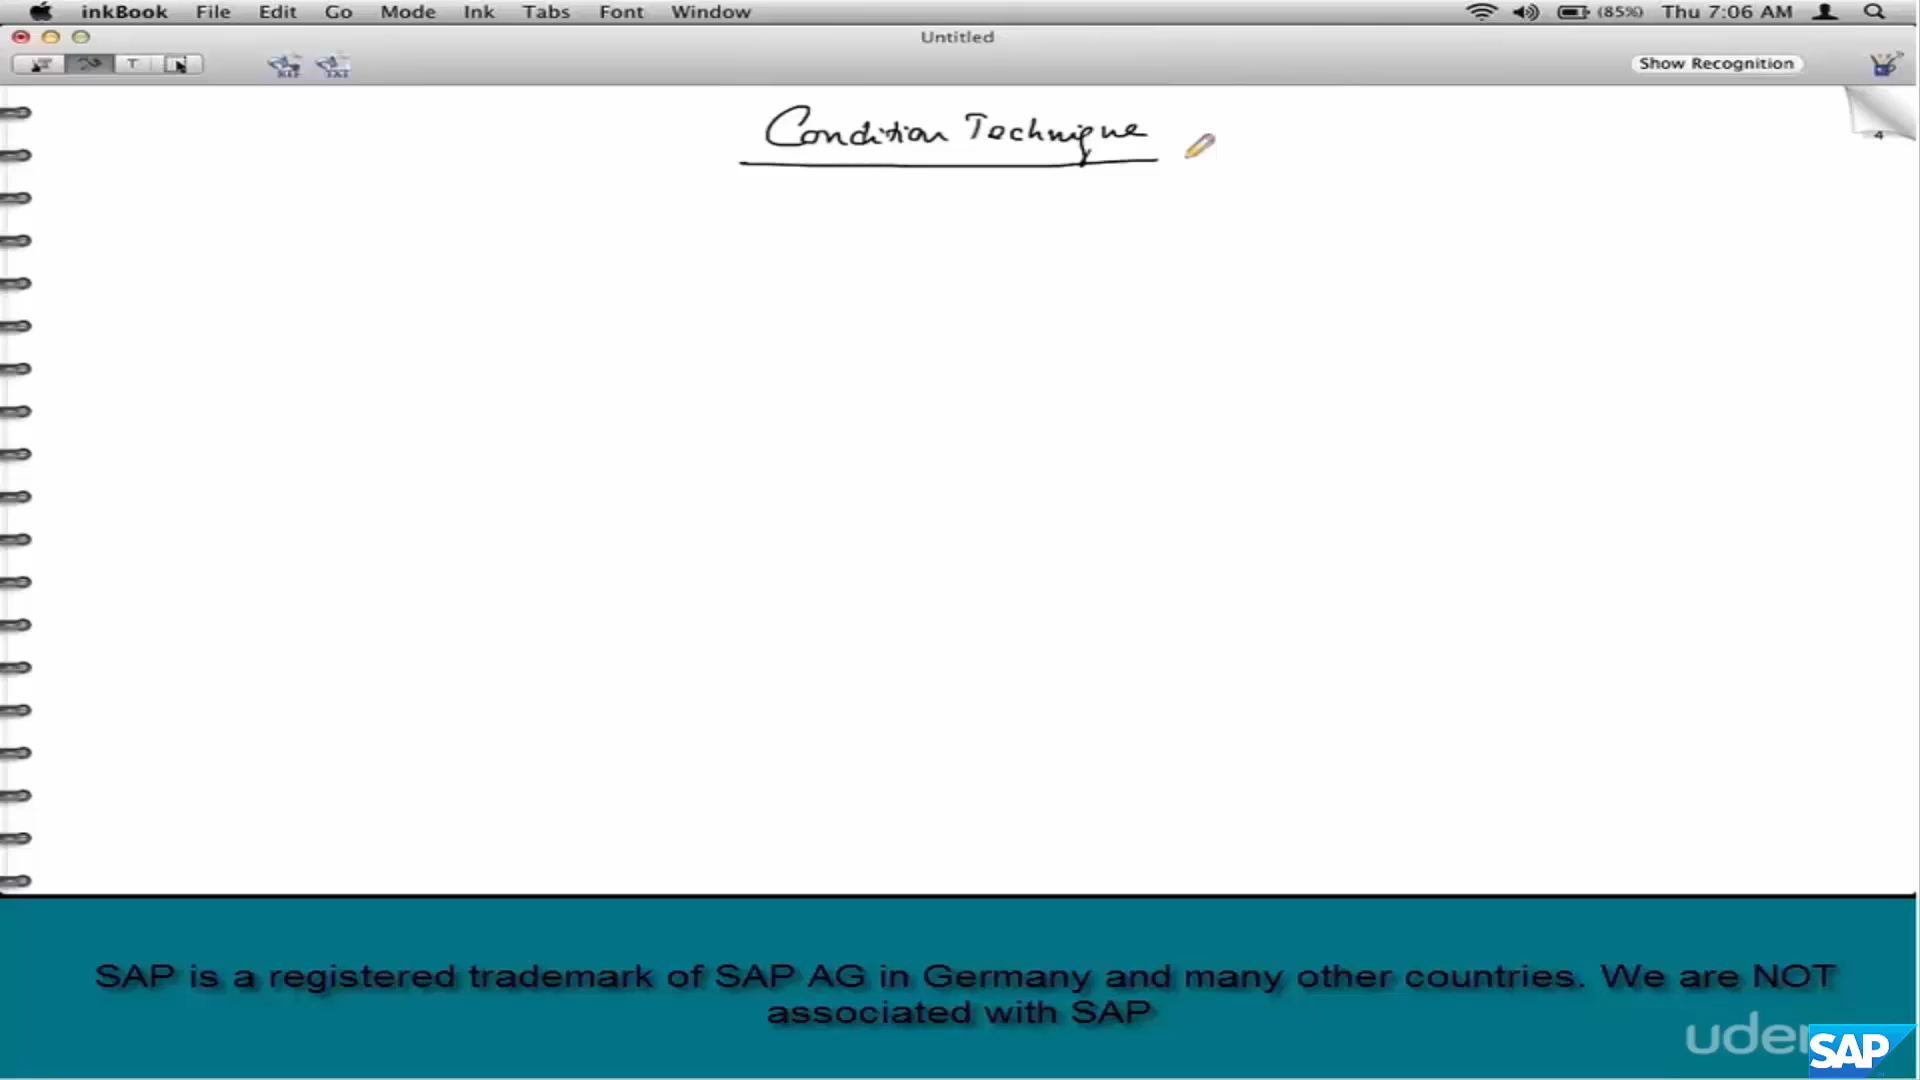 inkBook File Edit Go Mode Ink Tabs Font Window (85%) Thu 7:06 AM
Untitled
T Show Recognition
Condition Technique
4
SAP is a registered trademark of SAP AG in Germany and many other countries. We are NOT
associated with SAP
SAP